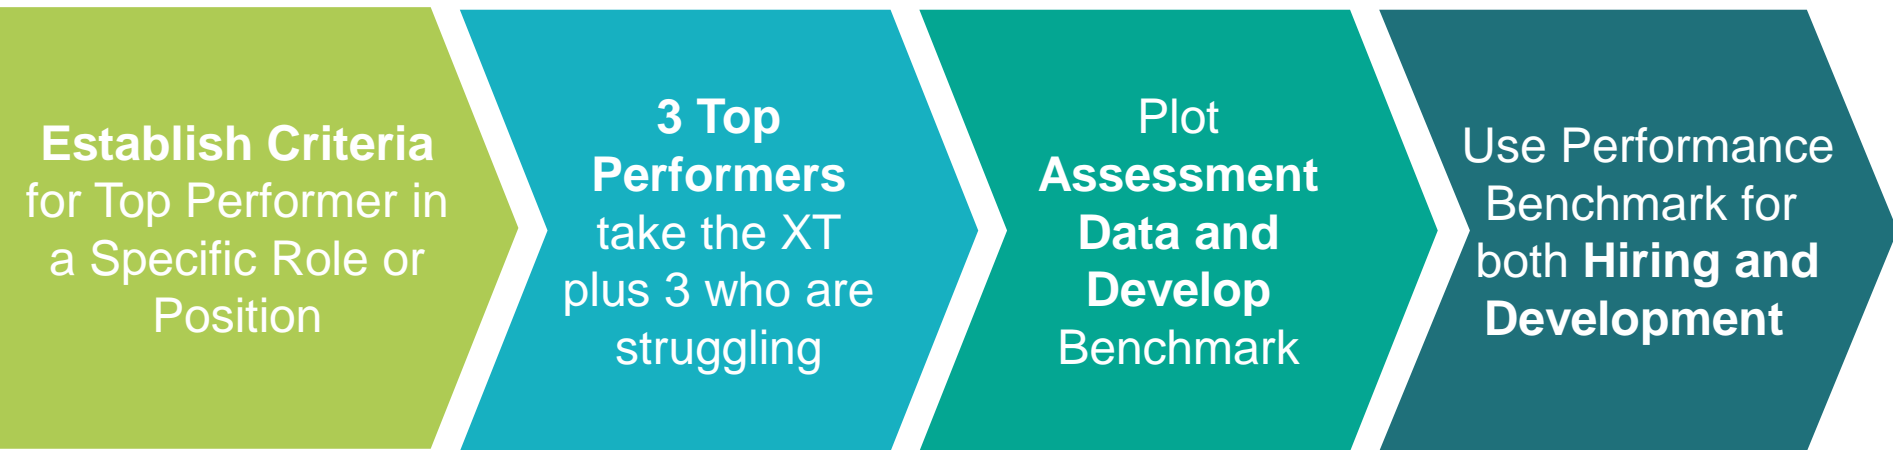 Establish Criteria
for Top Performer in
a Specific Role or
Position
3 Top
Performers
take the XT
plus 3 who are
struggling
Plot
Assessment
Data and
Develop
Benchmark
Use Performance
Benchmark for
both Hiring and
Development